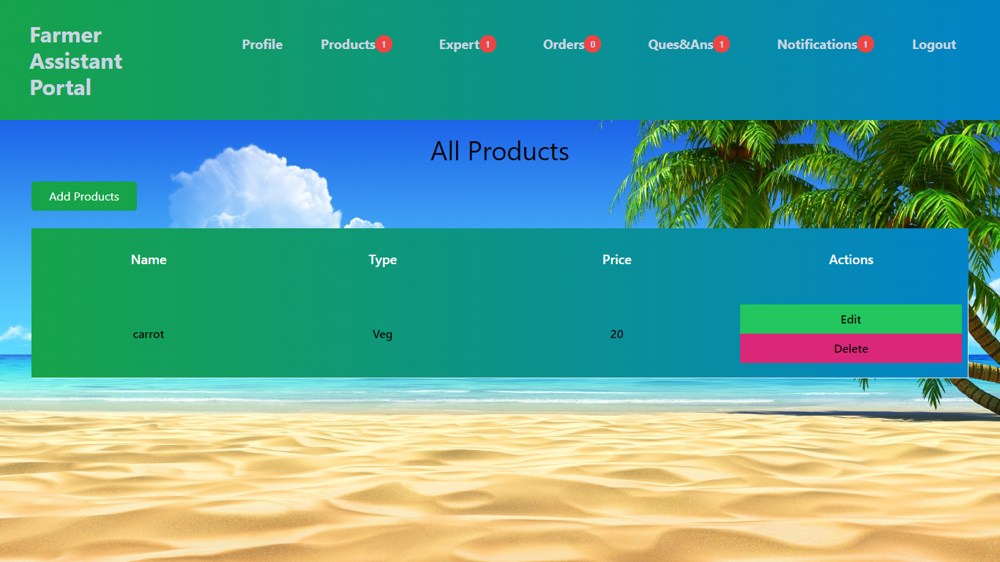 Farmer
Assistant
Portal
Profile Products 1 Expert 1 Orders 0 Ques&Ans 1 Notifications 1 Logout
All Products
Add Products
Name Type Price Actions
carrot Veg 20
Edit
Delete